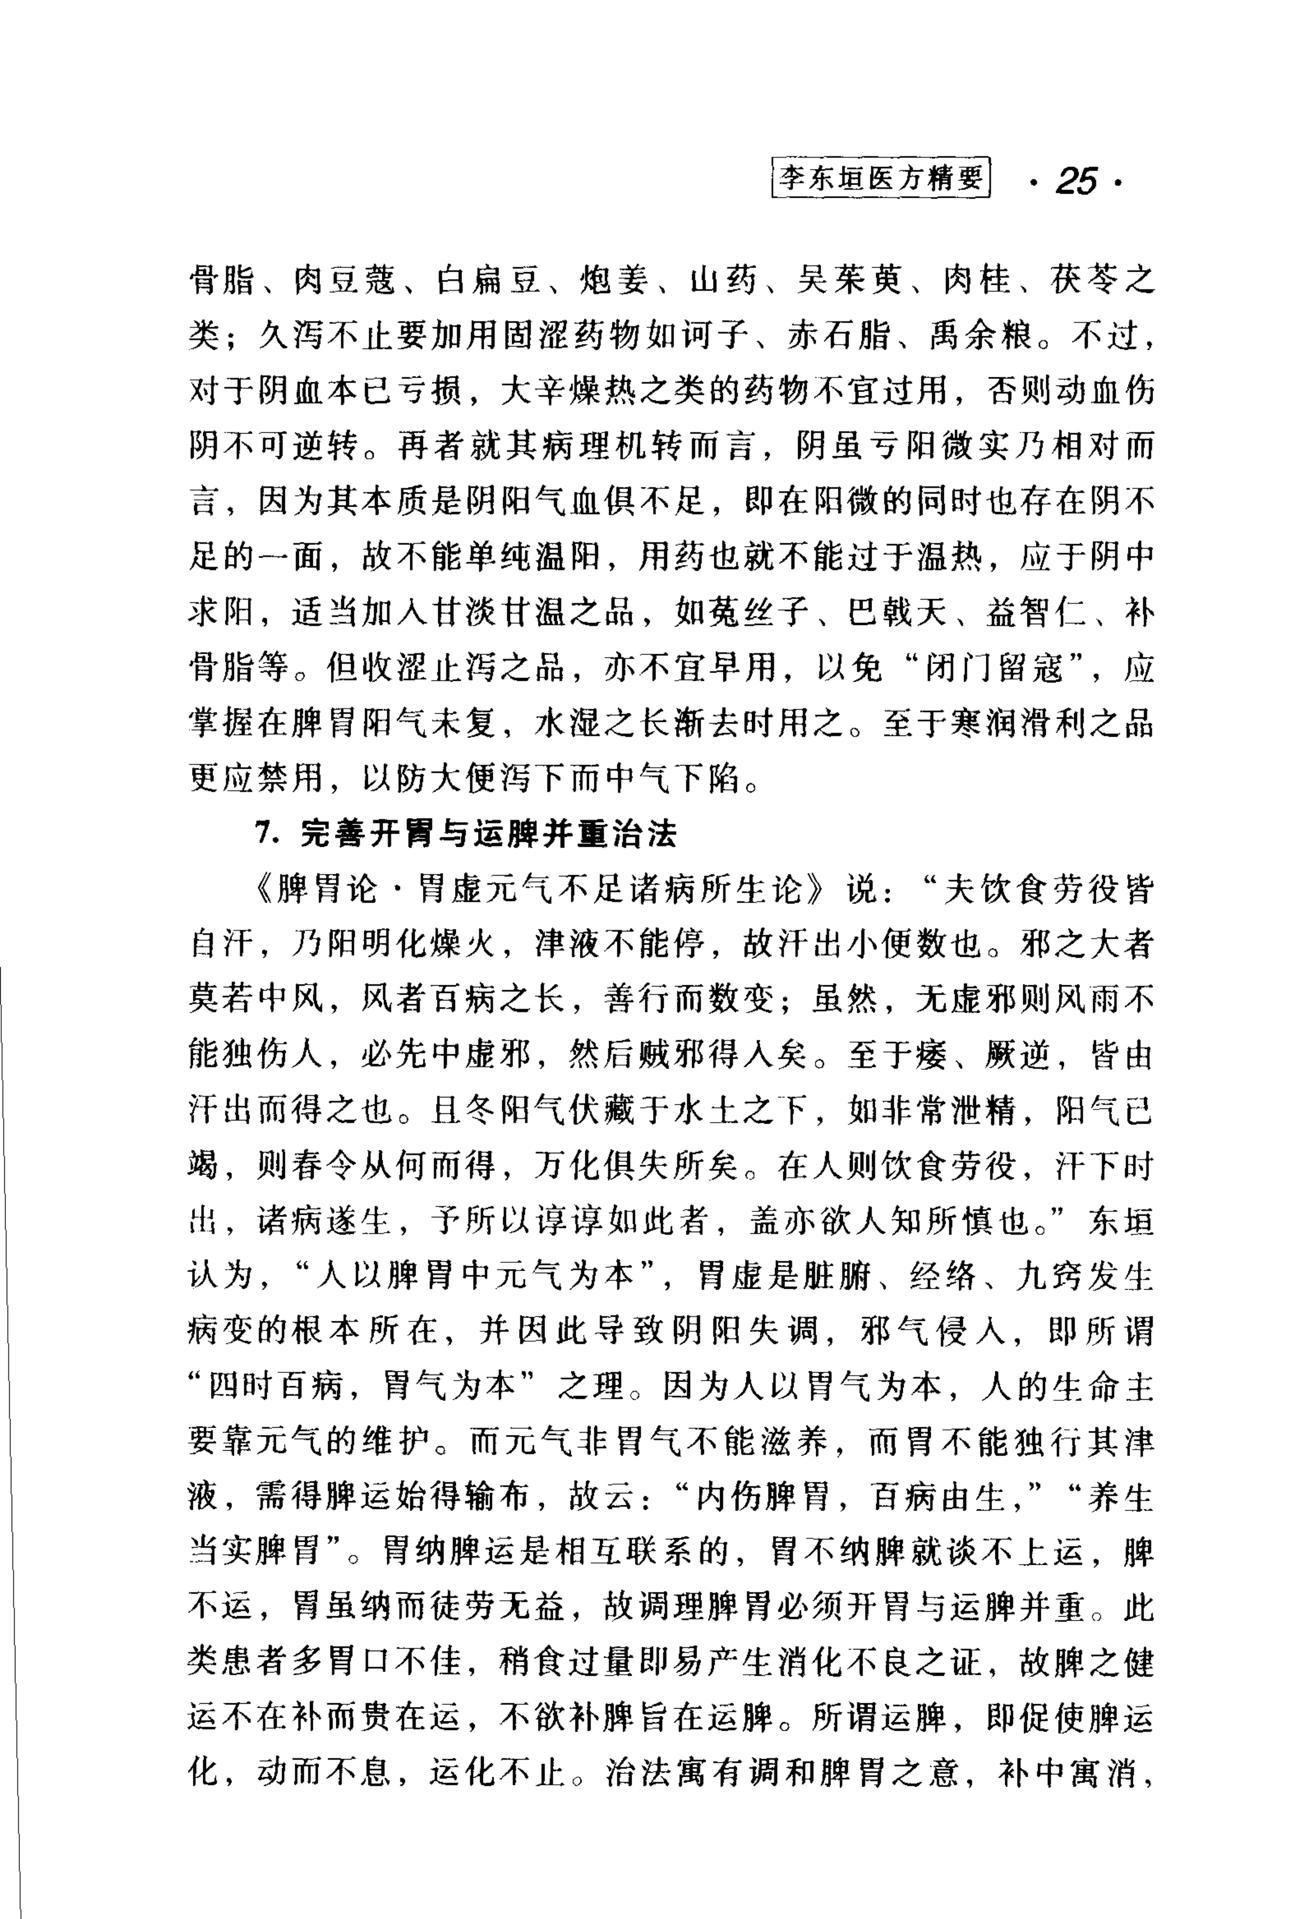 李东垣医方精要 · 25 ·
骨脂、肉豆蔻、白扁豆、炮姜、山药、吴茱萸、肉桂、茯苓之
类；久泻不止要加用固涩药物如诃子、赤石脂、禹余粮。不过，
对于阴血本已亏损，大辛燥热之类的药物不宜过用，否则动血伤
阴不可逆转。再者就其病理机转而言，阴虽亏阳微实乃相对而
言，因为其本质是阴阳气血俱不足，即在阳微的同时也存在阴不
足的一面，故不能单纯温阳，用药也就不能过于温热，应于阴中
求阳，适当加入甘淡甘温之品，如菟丝子、巴戟天、益智仁、补
骨脂等。但收涩止泻之品，亦不宜早用，以免“闭门留寇”，应
掌握在脾胃阳气未复，水湿之长渐去时用之。至于寒润滑利之品
更应禁用，以防大便泻下而中气下陷。
7. 完善开胃与运脾并重治法
《脾胃论·胃虚元气不足诸病所生论》说：“夫饮食劳役皆
自汗，乃阳明化燥火，津液不能停，故汗出小便数也。邪之大者
莫若中风，风者百病之长，善行而数变；虽然，无虚邪则风雨不
能独伤人，必先中虚邪，然后贼邪得入矣。至于痿、厥逆，皆由
汗出而得之也。且冬阳气伏藏于水土之下，如非常泄精，阳气已
竭，则春令从何而得，万化俱失所矣。在人则饮食劳役，汗下时
出，诸病遂生，予所以谆谆如此者，盖亦欲人知所慎也。”东垣
认为，“人以脾胃中元气为本”，胃虚是脏腑、经络、九窍发生
病变的根本所在，并因此导致阴阳失调，邪气侵入，即所谓
“四时百病，胃气为本”之理。因为人以胃气为本，人的生命主
要靠元气的维护。而元气非胃气不能滋养，而胃不能独行其津
液，需得脾运始得输布，故云：“内伤脾胃，百病由生，”“养生
当实脾胃”。胃纳脾运是相互联系的，胃不纳脾就谈不上运，脾
不运，胃虽纳而徒劳无益，故调理脾胃必须开胃与运脾并重。此
类患者多胃口不佳，稍食过量即易产生消化不良之证，故脾之健
运不在补而贵在运，不欲补脾旨在运脾。所谓运脾，即促使脾运
化，动而不息，运化不止。治法寓有调和脾胃之意，补中寓消，